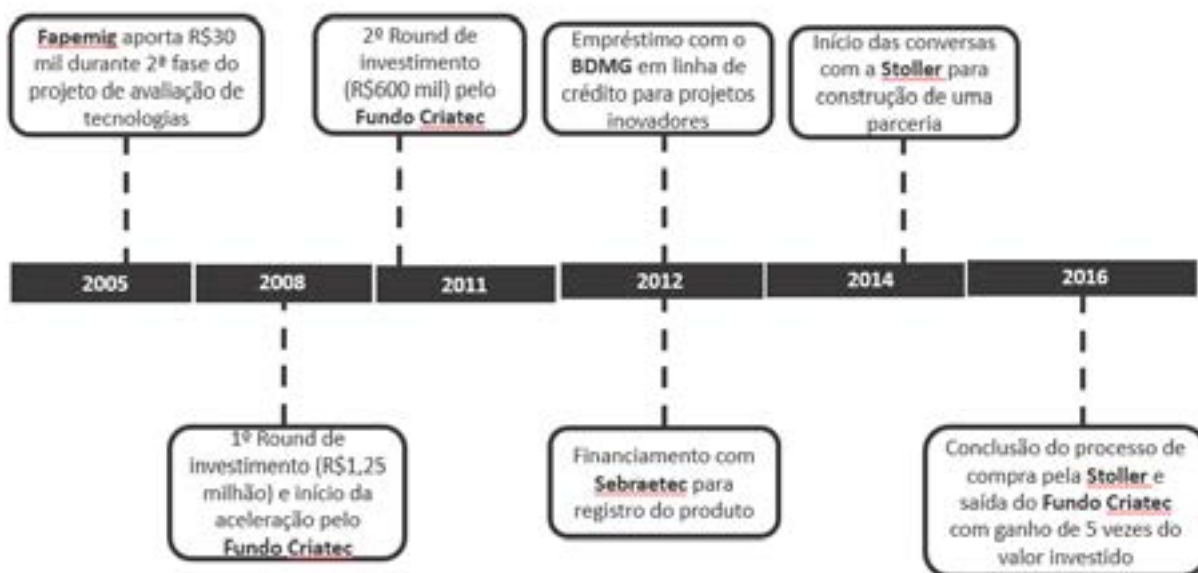 Fapemig aporta R$30
mil durante 2ª fase do
projeto de avaliação de
tecnologias
2º Round de
investimento
(R$600 mil) pelo
Fundo Criatec
Empréstimo com o
BDMG em linha de
crédito para projetos
inovadores
Início das conversas
com a Stoller para
construção de uma
parceria
2005
2008
2011
2012
2014
2016
1º Round de
investimento (R$1,25
milhão) e início da
aceleração pelo
Fundo Criatec
Financiamento com
Sebraetec para
registro do produto
Conclusão do processo de
compra pela Stoller e
saída do Fundo Criatec
com ganho de 5 vezes do
valor investido